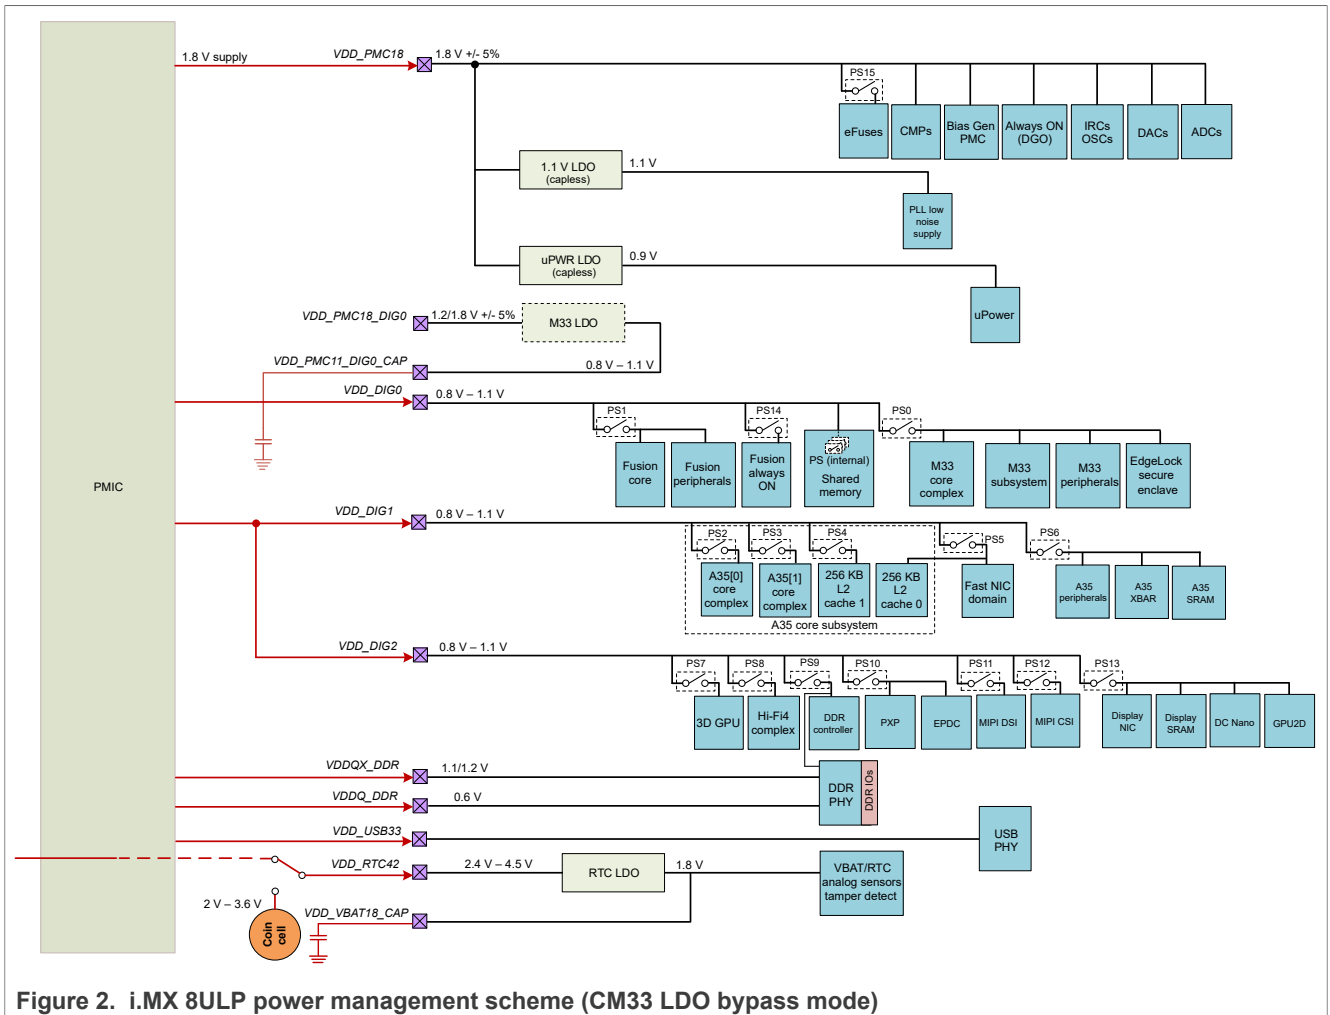 PMIC
1.8 V supply
VDD_PMC18
1.8 V +/- 5%
PS15
eFuses
CMPs
Bias Gen
PMC
Always ON
(DGO)
IRCs
OSCs
DACs
ADCs
1.1 V LDO
(capless)
1.1 V
PLL low
noise
supply
uPWR LDO
(capless)
0.9 V
uPower
VDD_PMC18_DIG0
1.2/1.8 V +/- 5%
M33 LDO
VDD_PMC11_DIG0_CAP
0.8 V – 1.1 V
VDD_DIG0
0.8 V – 1.1 V
PS1
PS14
PS0
Fusion
core
Fusion
peripherals
Fusion
always
ON
PS (internal)
Shared
memory
M33
core
complex
M33
subsystem
M33
peripherals
EdgeLock
secure
enclave
VDD_DIG1
0.8 V – 1.1 V
PS2
PS3
PS4
PS5
PS6
A35[0]
core
complex
A35[1]
core
complex
256 KB
L2
cache 1
256 KB
L2
cache 0
A35 core subsystem
Fast NIC
domain
A35
peripherals
A35
XBAR
A35
SRAM
VDD_DIG2
0.8 V – 1.1 V
PS7
PS8
PS9
PS10
PS11
PS12
PS13
3D GPU
Hi-Fi4
complex
DDR
controller
PXP
EPDC
MIPI DSI
MIPI CSI
Display
NIC
Display
SRAM
DC Nano
GPU2D
VDDQX_DDR
1.1/1.2 V
VDDQ_DDR
0.6 V
DDR
PHY
DDR IOs
VDD_USB33
USB
PHY
VDD_RTC42
2.4 V – 4.5 V
RTC LDO
1.8 V
VBAT/RTC
analog sensors
tamper detect
2 V – 3.6 V
Coin
cell
VDD_VBAT18_CAP
Figure 2. i.MX 8ULP power management scheme (CM33 LDO bypass mode)